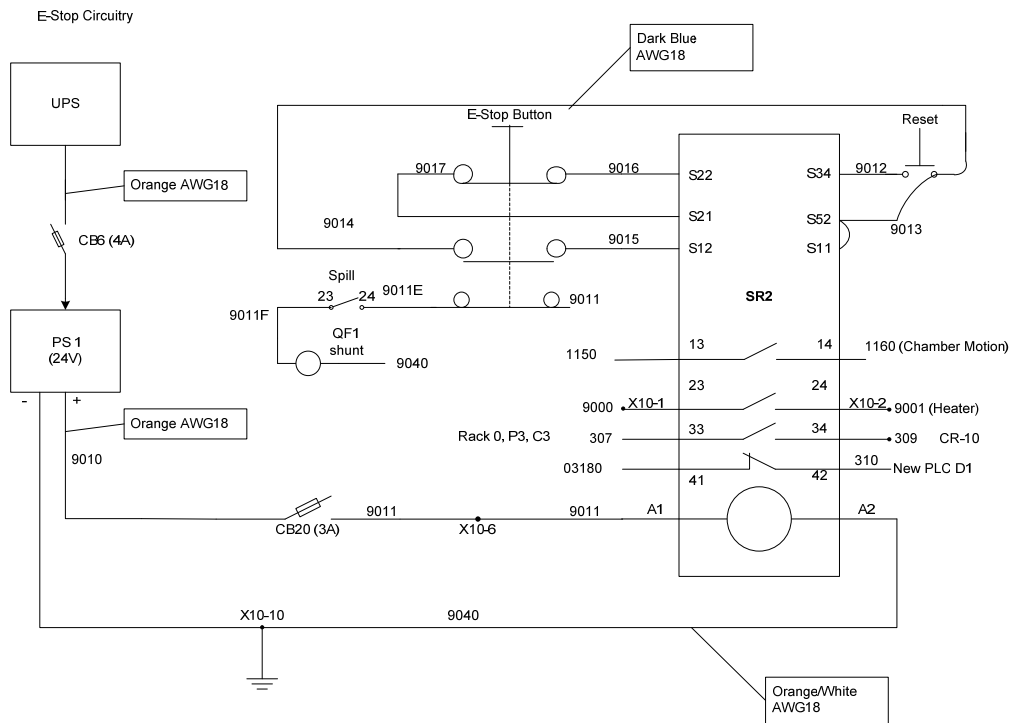 E-Stop Circuitry
Dark Blue
AWG18
UPS
E-Stop Button
Reset
Orange AWG18
9017
9016
S22
S34
9012
S21
S52
9014
9013
CB6 (4A)
9015
S12
S11
Spill
23
24
9011E
9011
SR2
9011F
QF1
shunt
9040
PS 1
(24V)
-
+
1150
13
14
1160 (Chamber Motion)
23
24
9000
X10-1
X10-2
9001 (Heater)
Orange AWG18
Rack 0, P3, C3
307
33
34
309
CR-10
9010
03180
41
42
310
New PLC D1
CB20 (3A)
9011
X10-6
9011
A1
A2
X10-10
9040
Orange/White
AWG18